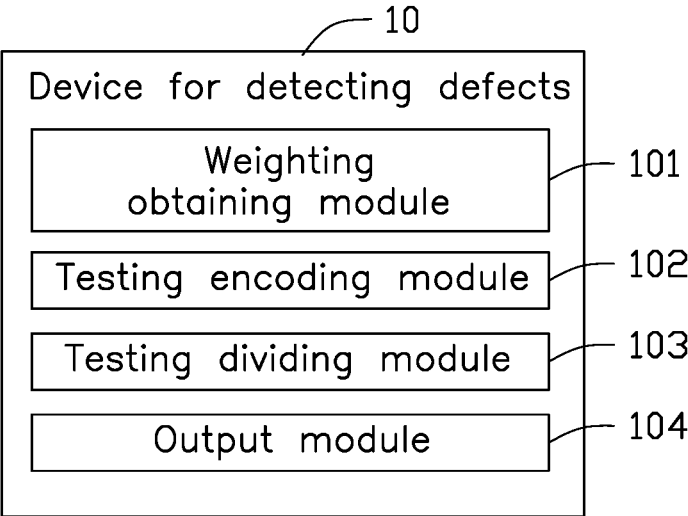 10
Device for detecting defects
Weighting
obtaining module
101
Testing encoding module
102
Testing dividing module
103
Output module
104